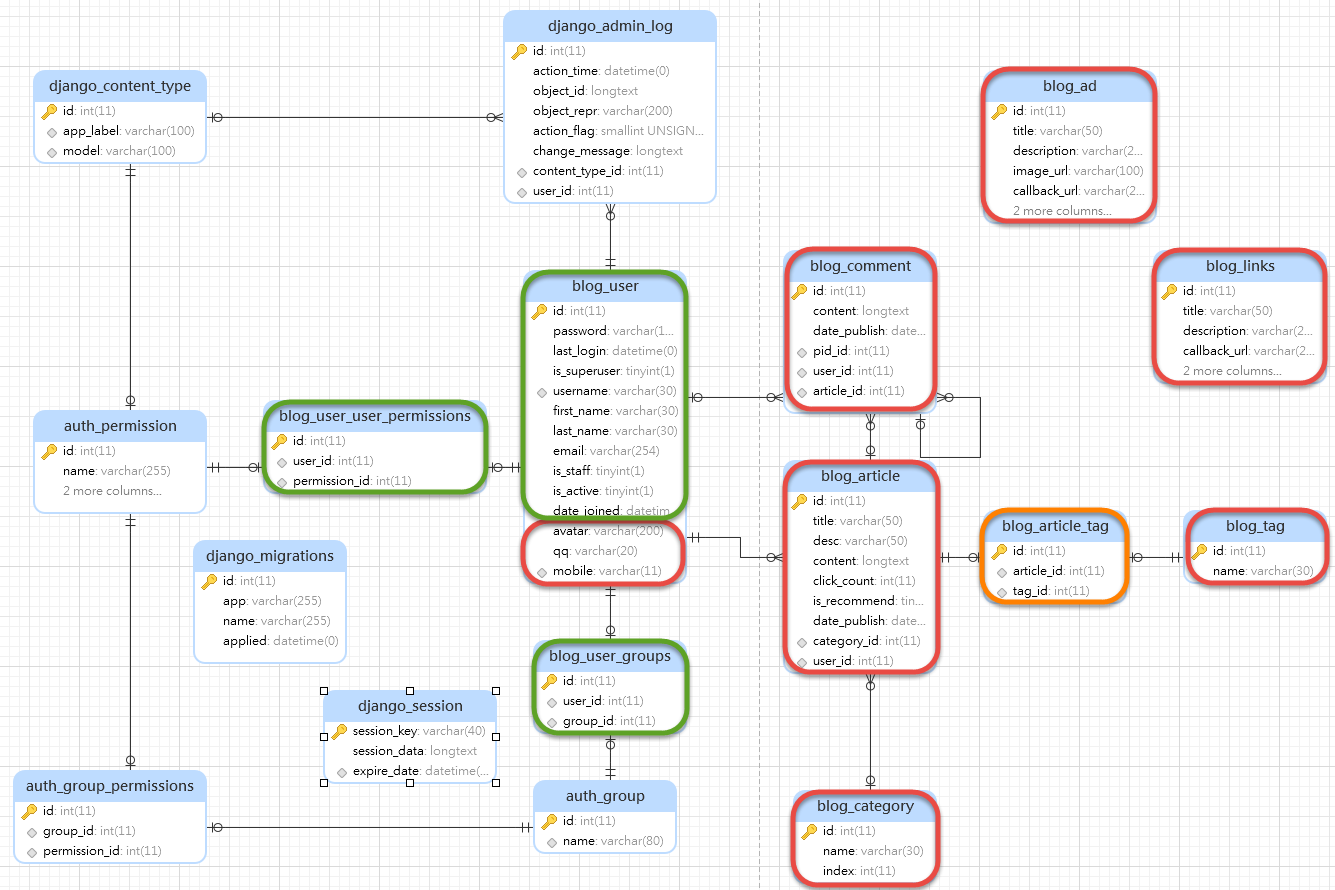 django_admin_log
id: int(11)
action_time: datetime(0)
object_id: longtext
object_repr: varchar(200)
action_flag: smallint UNSIGN...
change_message: longtext
content_type_id: int(11)
user_id: int(11)
django_content_type
id: int(11)
app_label: varchar(100)
model: varchar(100)
blog_ad
id: int(11)
title: varchar(50)
description: varchar(2...
image_url: varchar(100)
callback_url: varchar(2...
2 more columns...
blog_comment
id: int(11)
content: longtext
date_publish: date...
pid_id: int(11)
user_id: int(11)
article_id: int(11)
blog_links
id: int(11)
title: varchar(50)
description: varchar(2...
callback_url: varchar(2...
2 more columns...
blog_user
id: int(11)
password: varchar(1...
last_login: datetime(0)
is_superuser: tinyint(1)
username: varchar(30)
first_name: varchar(30)
last_name: varchar(30)
email: varchar(254)
is_staff: tinyint(1)
is_active: tinyint(1)
date_joined: datetim
avatar: varchar(200)
qq: varchar(20)
mobile: varchar(11)
auth_permission
id: int(11)
name: varchar(255)
2 more columns...
blog_user_user_permissions
id: int(11)
user_id: int(11)
permission_id: int(11)
blog_article
id: int(11)
title: varchar(50)
desc: varchar(50)
content: longtext
click_count: int(11)
is_recommend: tin...
date_publish: date...
category_id: int(11)
user_id: int(11)
blog_article_tag
id: int(11)
article_id: int(11)
tag_id: int(11)
blog_tag
id: int(11)
name: varchar(30)
django_migrations
id: int(11)
app: varchar(255)
name: varchar(255)
applied: datetime(0)
blog_user_groups
id: int(11)
user_id: int(11)
group_id: int(11)
django_session
session_key: varchar(40)
session_data: longtext
expire_date: datetime(...
auth_group_permissions
id: int(11)
group_id: int(11)
permission_id: int(11)
auth_group
id: int(11)
name: varchar(80)
blog_category
id: int(11)
name: varchar(30)
index: int(11)